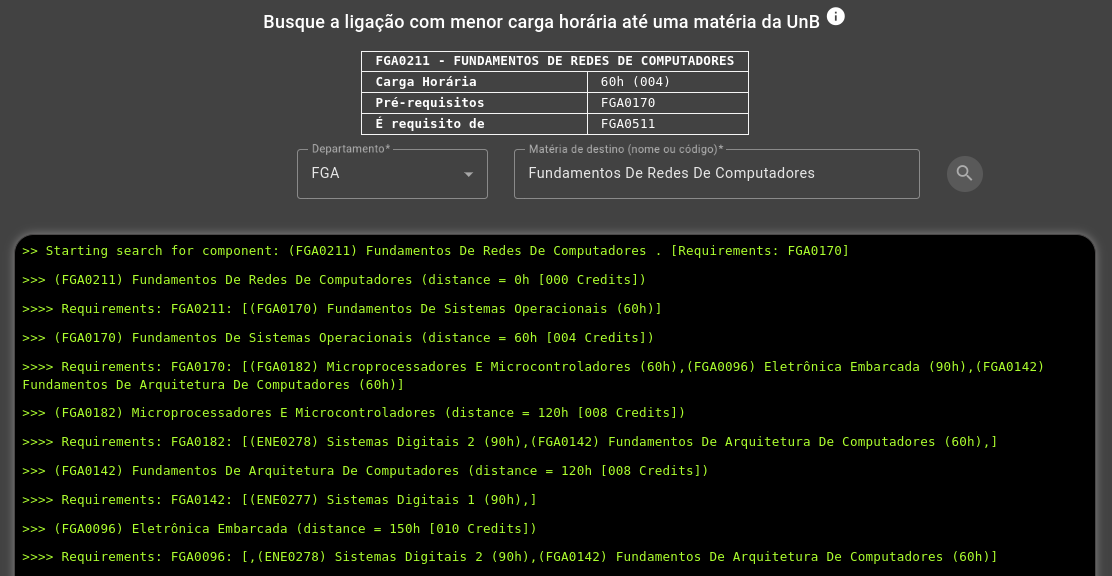 Busque a ligação com menor carga horária até uma matéria da UnB
FGA0211 - FUNDAMENTOS DE REDES DE COMPUTADORES
Carga Horária 60h (004)
Pré-requisitos FGA0170
É requisito de FGA0511
Departamento* Matéria de destino (nome ou código)*
FGA Fundamentos De Redes De Computadores
>> Starting search for component: (FGA0211) Fundamentos De Redes De Computadores . [Requirements: FGA0170]
>>> (FGA0211) Fundamentos De Redes De Computadores (distance = 0h [000 Credits])
>>>> Requirements: FGA0211: [(FGA0170) Fundamentos De Sistemas Operacionais (60h)]
>>> (FGA0170) Fundamentos De Sistemas Operacionais (distance = 60h [004 Credits])
>>>> Requirements: FGA0170: [(FGA0182) Microprocessadores E Microcontroladores (60h),(FGA0096) Eletrônica Embarcada (90h),(FGA0142)
Fundamentos De Arquitetura De Computadores (60h)]
>>> (FGA0182) Microprocessadores E Microcontroladores (distance = 120h [008 Credits])
>>>> Requirements: FGA0182: [(ENE0278) Sistemas Digitais 2 (90h),(FGA0142) Fundamentos De Arquitetura De Computadores (60h),]
>>> (FGA0142) Fundamentos De Arquitetura De Computadores (distance = 120h [008 Credits])
>>>> Requirements: FGA0142: [(ENE0277) Sistemas Digitais 1 (90h),]
>>> (FGA0096) Eletrônica Embarcada (distance = 150h [010 Credits])
>>>> Requirements: FGA0096: [,(ENE0278) Sistemas Digitais 2 (90h),(FGA0142) Fundamentos De Arquitetura De Computadores (60h)]